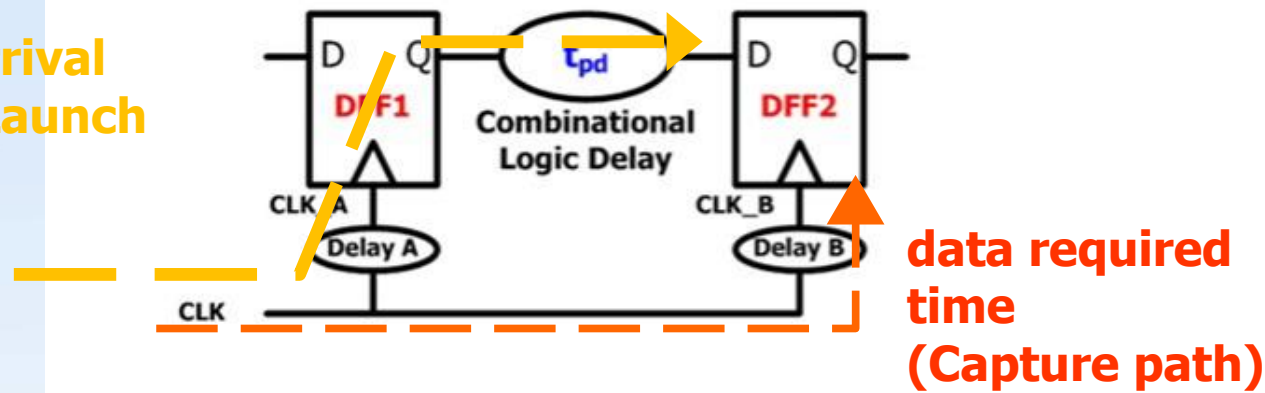 rival
aunch
D Q
DFF1
CLK_A
Delay A
CLK
τpd
Combinational
Logic Delay
D Q
DFF2
CLK_B
Delay B
data required
time
(Capture path)